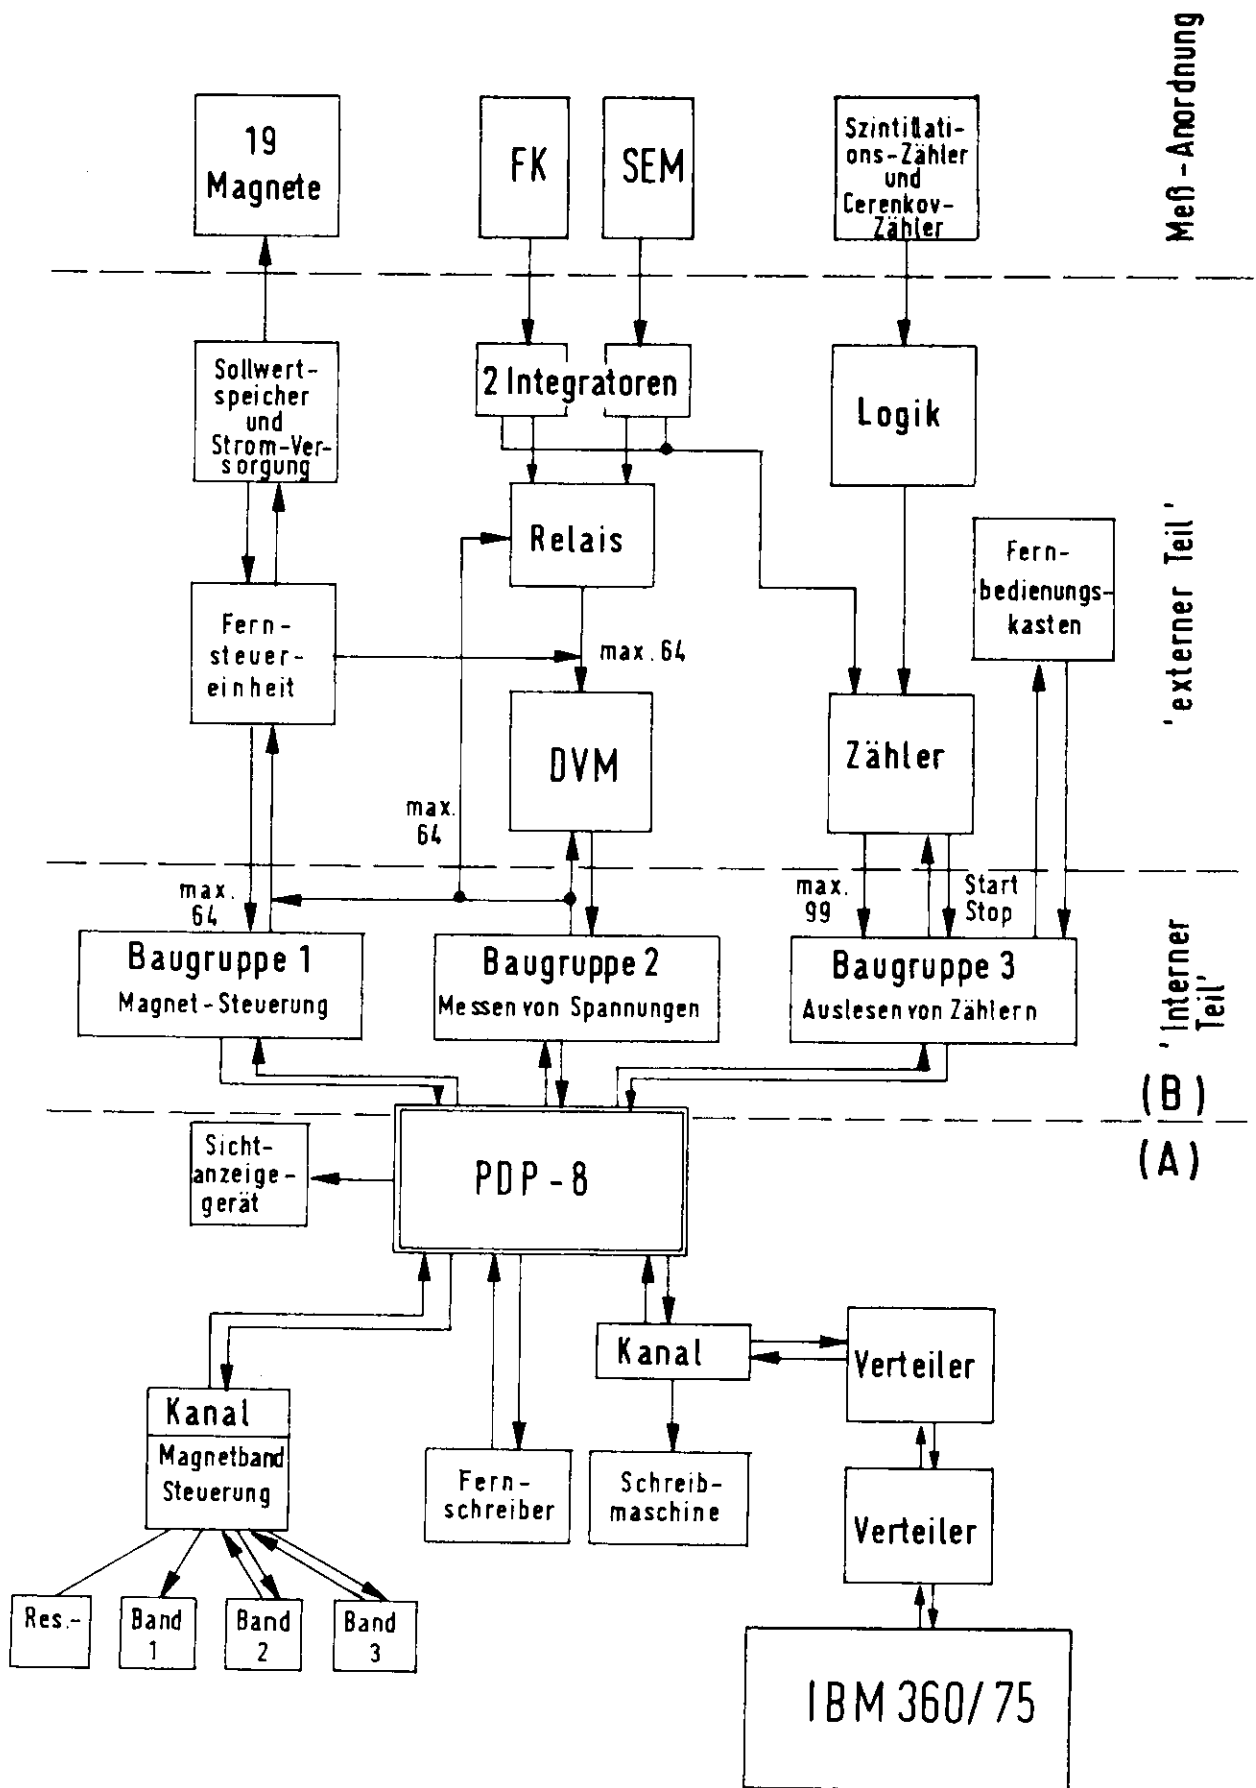 Meß-Anordnung
19
Magnete
FK
SEM
Szintillati-
ons-Zähler
und
Cerenkov-
Zähler
Sollwert-
speicher
und
Strom-Ver-
sorgung
2 Integratoren
Logik
Relais
Fern-
bedienungs-
kasten
'externer Teil'
Fern-
steuer-
einheit
max. 64
DVM
Zähler
max.
64
max.
64
max.
99
Start
Stop
Baugruppe 1
Magnet-Steuerung
Baugruppe 2
Messen von Spannungen
Baugruppe 3
Auslesen von Zählern
'Interner
Teil'
(B)
(A)
Sicht-
anzeige-
gerät
PDP-8
Kanal
Verteiler
Kanal
Magnetband
Steuerung
Fern-
schreiber
Schreib-
maschine
Verteiler
Res.-
Band
1
Band
2
Band
3
IBM 360/75